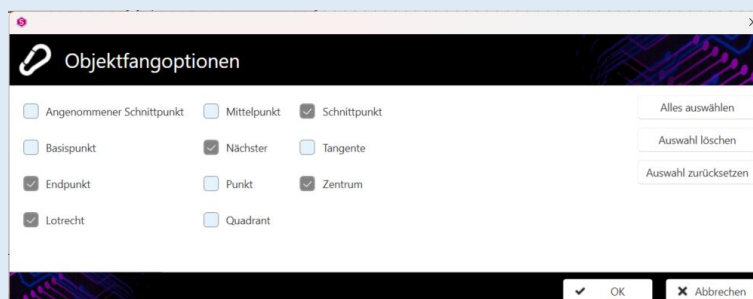 Objektfangoptionen
Angenommener Schnittpunkt
Mittelpunkt
Schnittpunkt
Alles auswählen
Basispunkt
Nächster
Tangente
Auswahl löschen
Endpunkt
Punkt
Zentrum
Auswahl zurücksetzen
Lotrecht
Quadrant
OK
Abbrechen